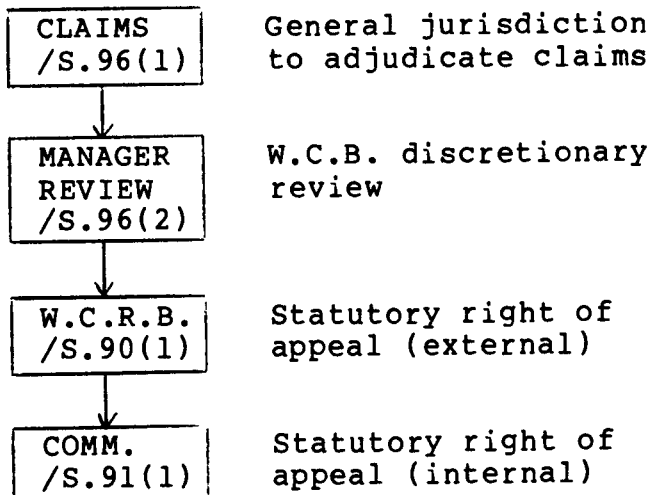 CLAIMS
/S.96(1)
General jurisdiction
to adjudicate claims
MANAGER
REVIEW
/S.96(2)
W.C.B. discretionary
review
W.C.R.B.
/S.90(1)
Statutory right of
appeal (external)
COMM.
/S.91(1)
Statutory right of
appeal (internal)